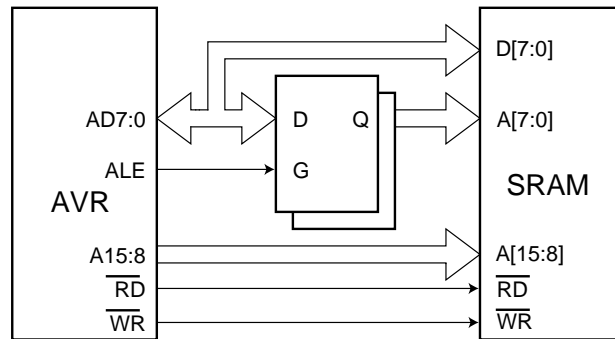 D[7:0]
AD7:0
D
Q
A[7:0]
ALE
G
AVR
SRAM
A15:8
A[15:8]
RD
RD
WR
WR